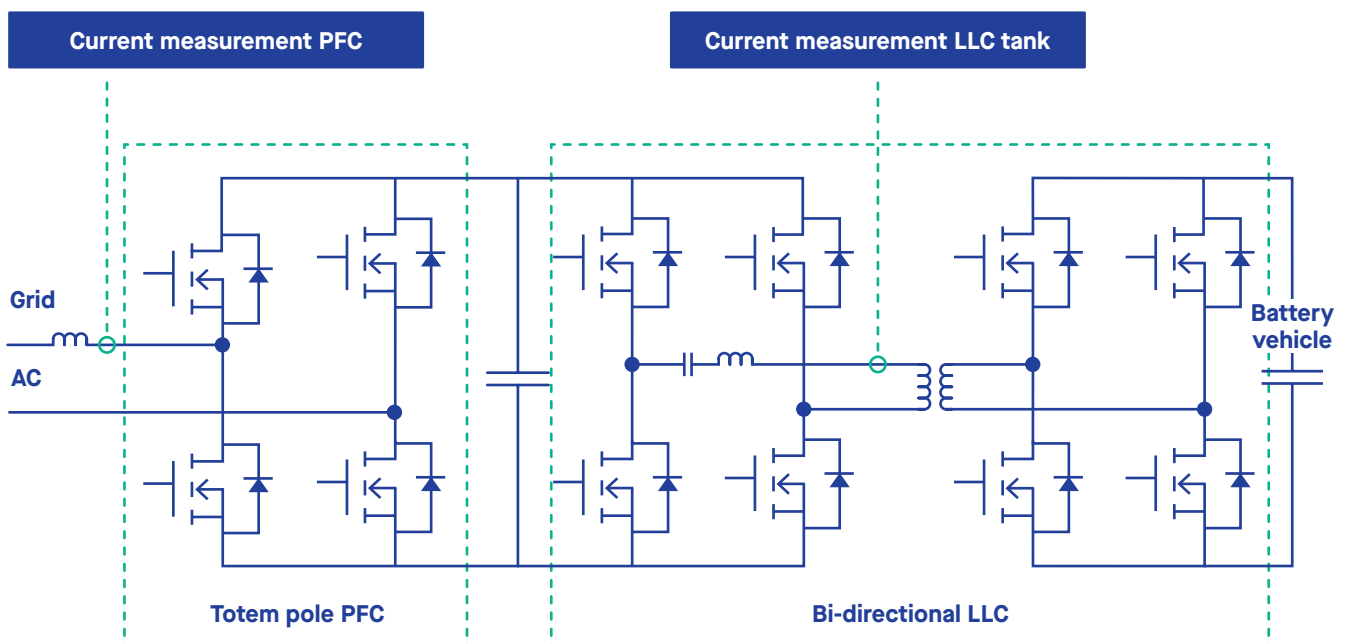 Current measurement PFC
Current measurement LLC tank
Grid
AC
Battery
vehicle
Totem pole PFC
Bi-directional LLC